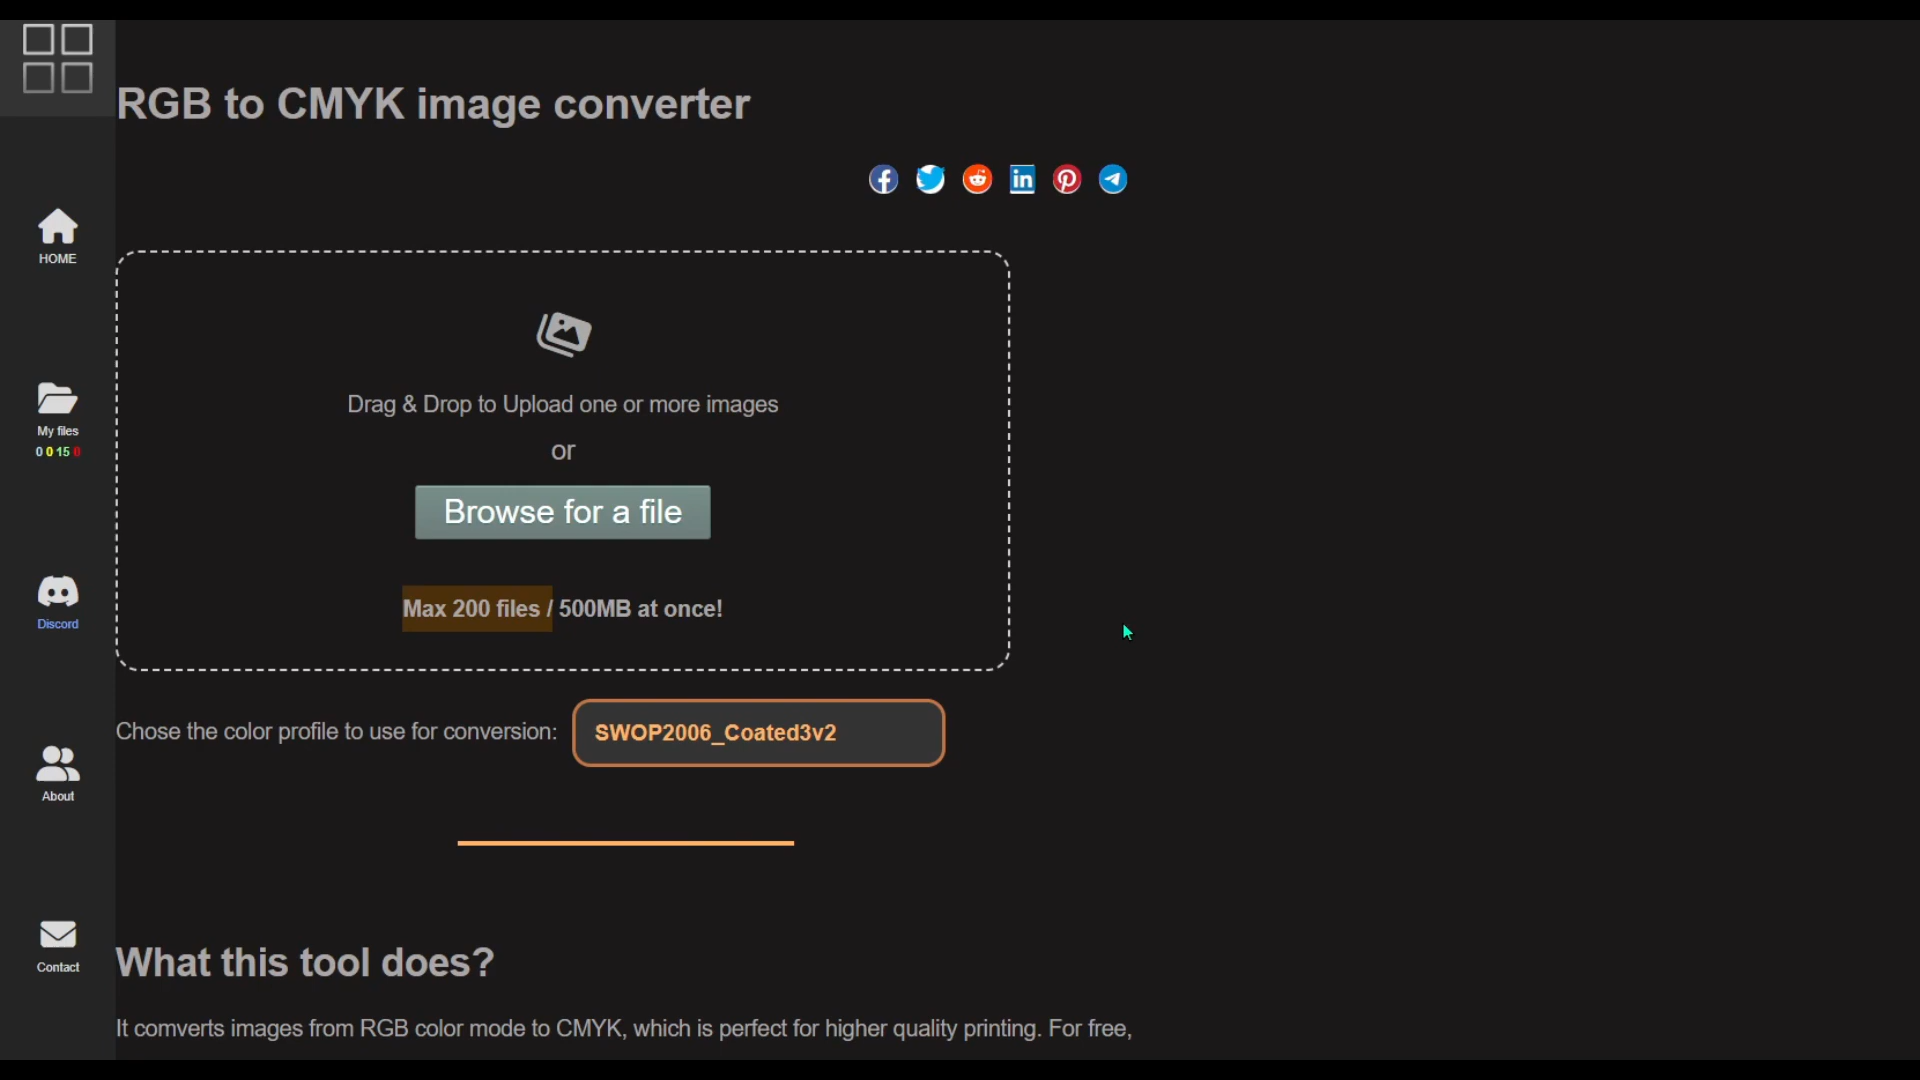 RGB to CMYK image converter
HOME
Drag & Drop to Upload one or more images
My files
or
0 0 15 0
Browse for a file
Max 200 files / 500MB at once!
Discord
Chose the color profile to use for conversion:
SWOP2006_Coated3v2
About
What this tool does?
Contact
It comverts images from RGB color mode to CMYK, which is perfect for higher quality printing. For free,